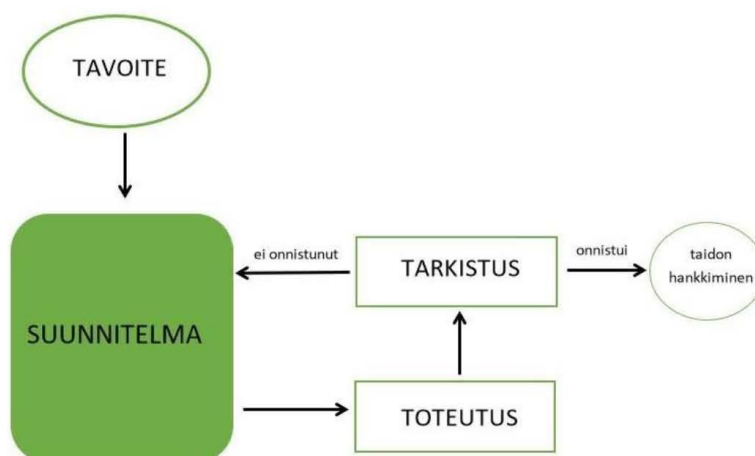 TAVOITE
SUUNNITELMA
ei onnistunut
TARKISTUS
onnistui
taidon
hankkiminen
TOTEUTUS